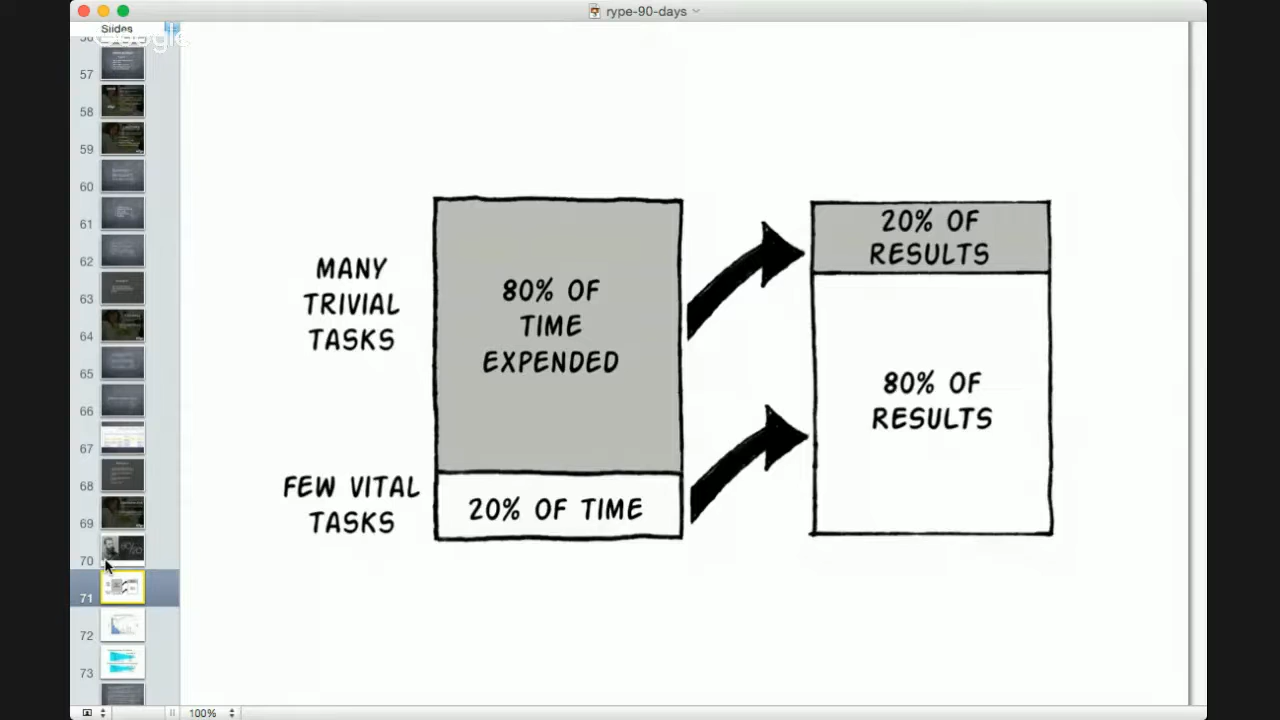 rype-90-days
Slides
56
57
58
59
60
61
62
63
64
65
66
67
68
69
70
71
72
73
MANY
TRIVIAL
TASKS
80% OF
TIME
EXPENDED
FEW VITAL
TASKS
20% OF TIME
20% OF
RESULTS
80% OF
RESULTS
100%